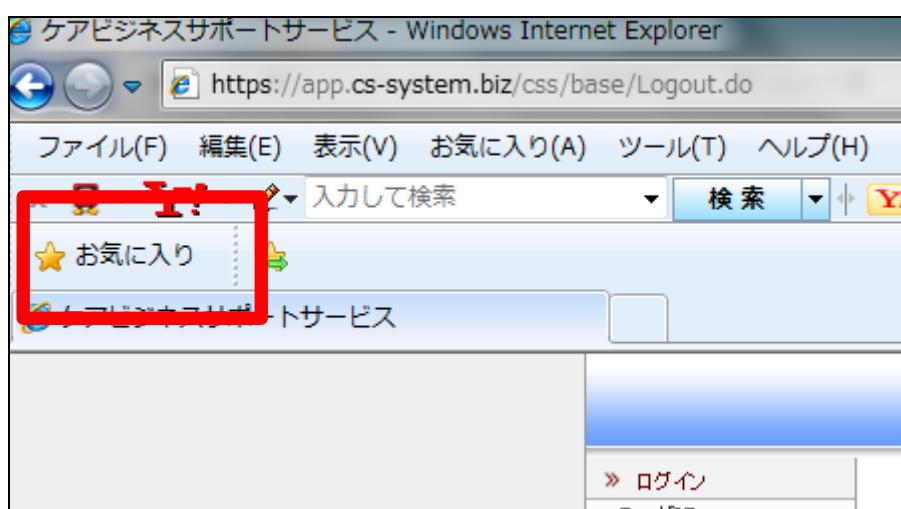 ケアビジネスサポートサービス - Windows Internet Explorer
https://app.cs-system.biz/css/base/Logout.do
ファイル(F) 編集(E) 表示(V) お気に入り(A) ツール(T) ヘルプ(H)
Y! 入力して検索 検索
お気に入り
ケアビジネスサポートサービス
» ログイン